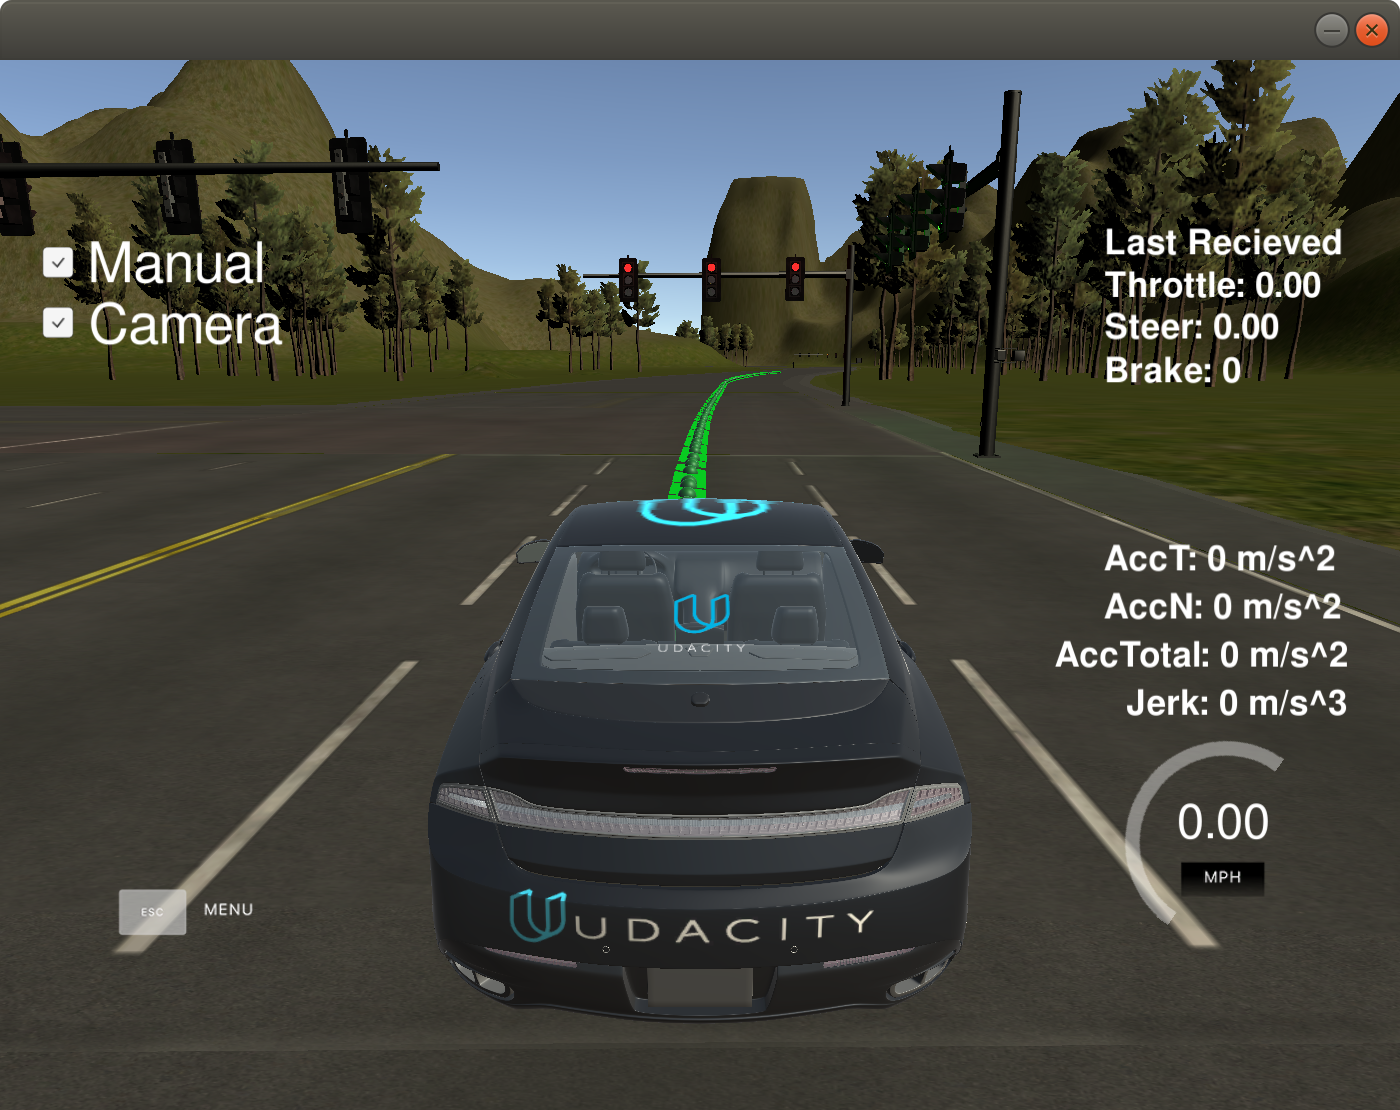 Manual
Camera
Last Recieved
Throttle: 0.00
Steer: 0.00
Brake: 0
AccT: 0 m/s^2
AccN: 0 m/s^2
AccTotal: 0 m/s^2
Jerk: 0 m/s^3
UDACITY
0.00
MPH
ESC MENU
UDACITY